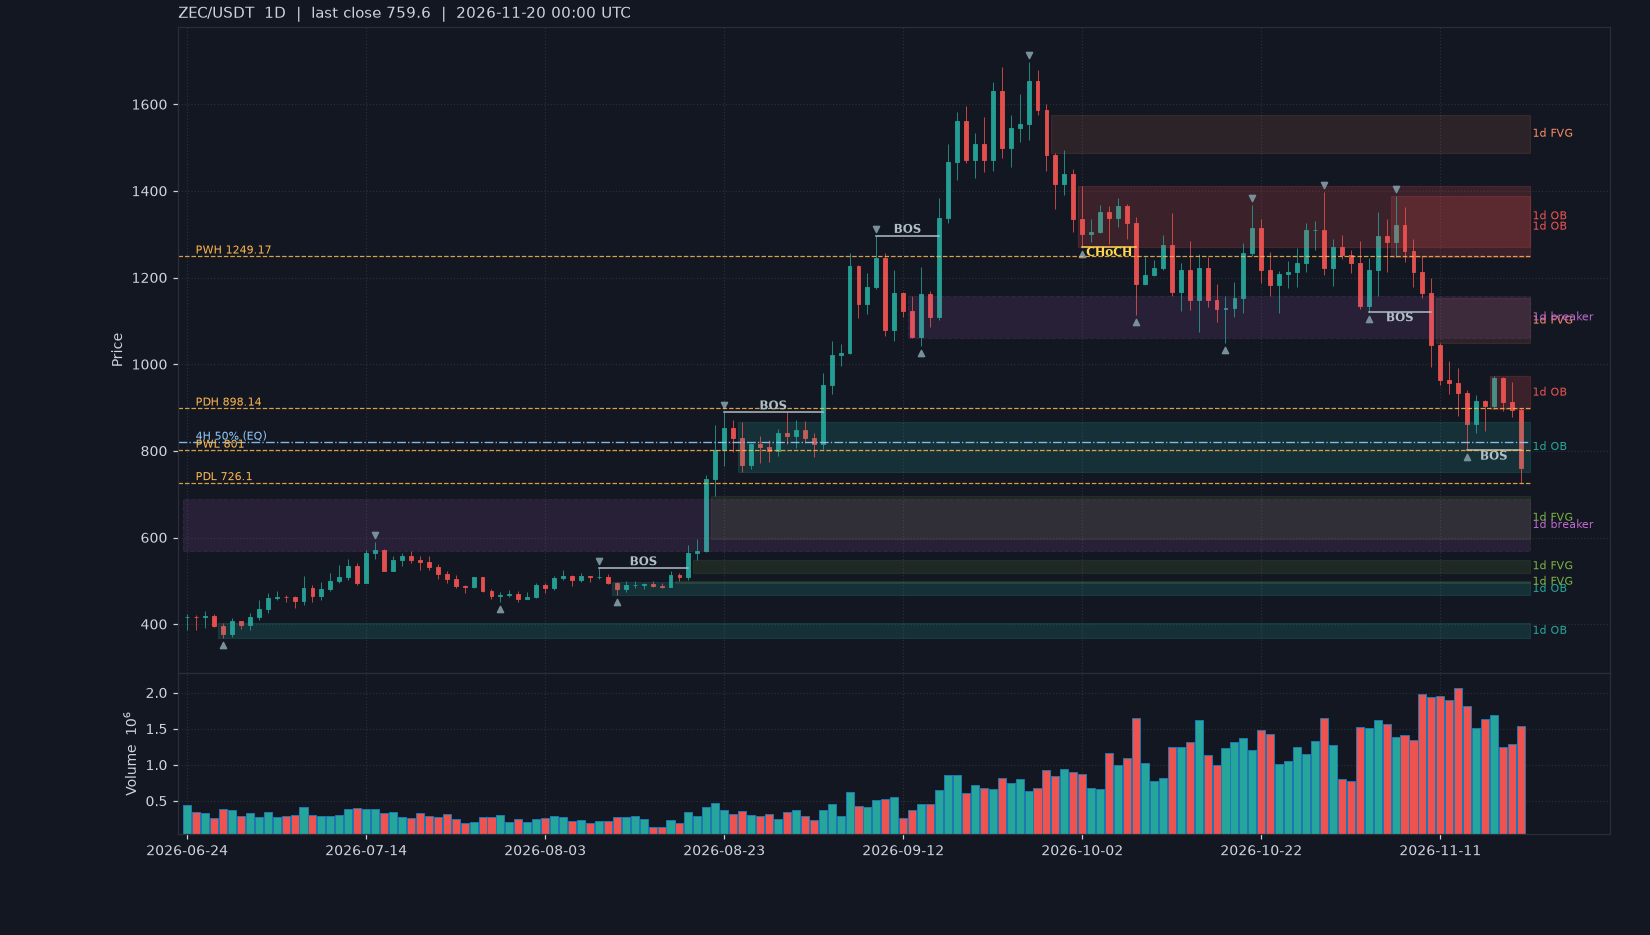 ZEC/USDT 1D | last close 759.6 | 2026-11-20 00:00 UTC
Price
1600
1400
1200
1000
800
600
400
PWH 1249.17
PDH 898.14
4H 50% (EQ)
PWL 801
PDL 726.1
BOS
BOS
BOS
CHoCH
BOS
BOS
1d FVG
1d OB
1d OB
1d breaker
1d FVG
1d OB
1d OB
1d FVG
1d breaker
1d FVG
1d FVG
1d OB
1d OB
Volume 10⁶
2.0
1.5
1.0
0.5
2026-06-24
2026-07-14
2026-08-03
2026-08-23
2026-09-12
2026-10-02
2026-10-22
2026-11-11